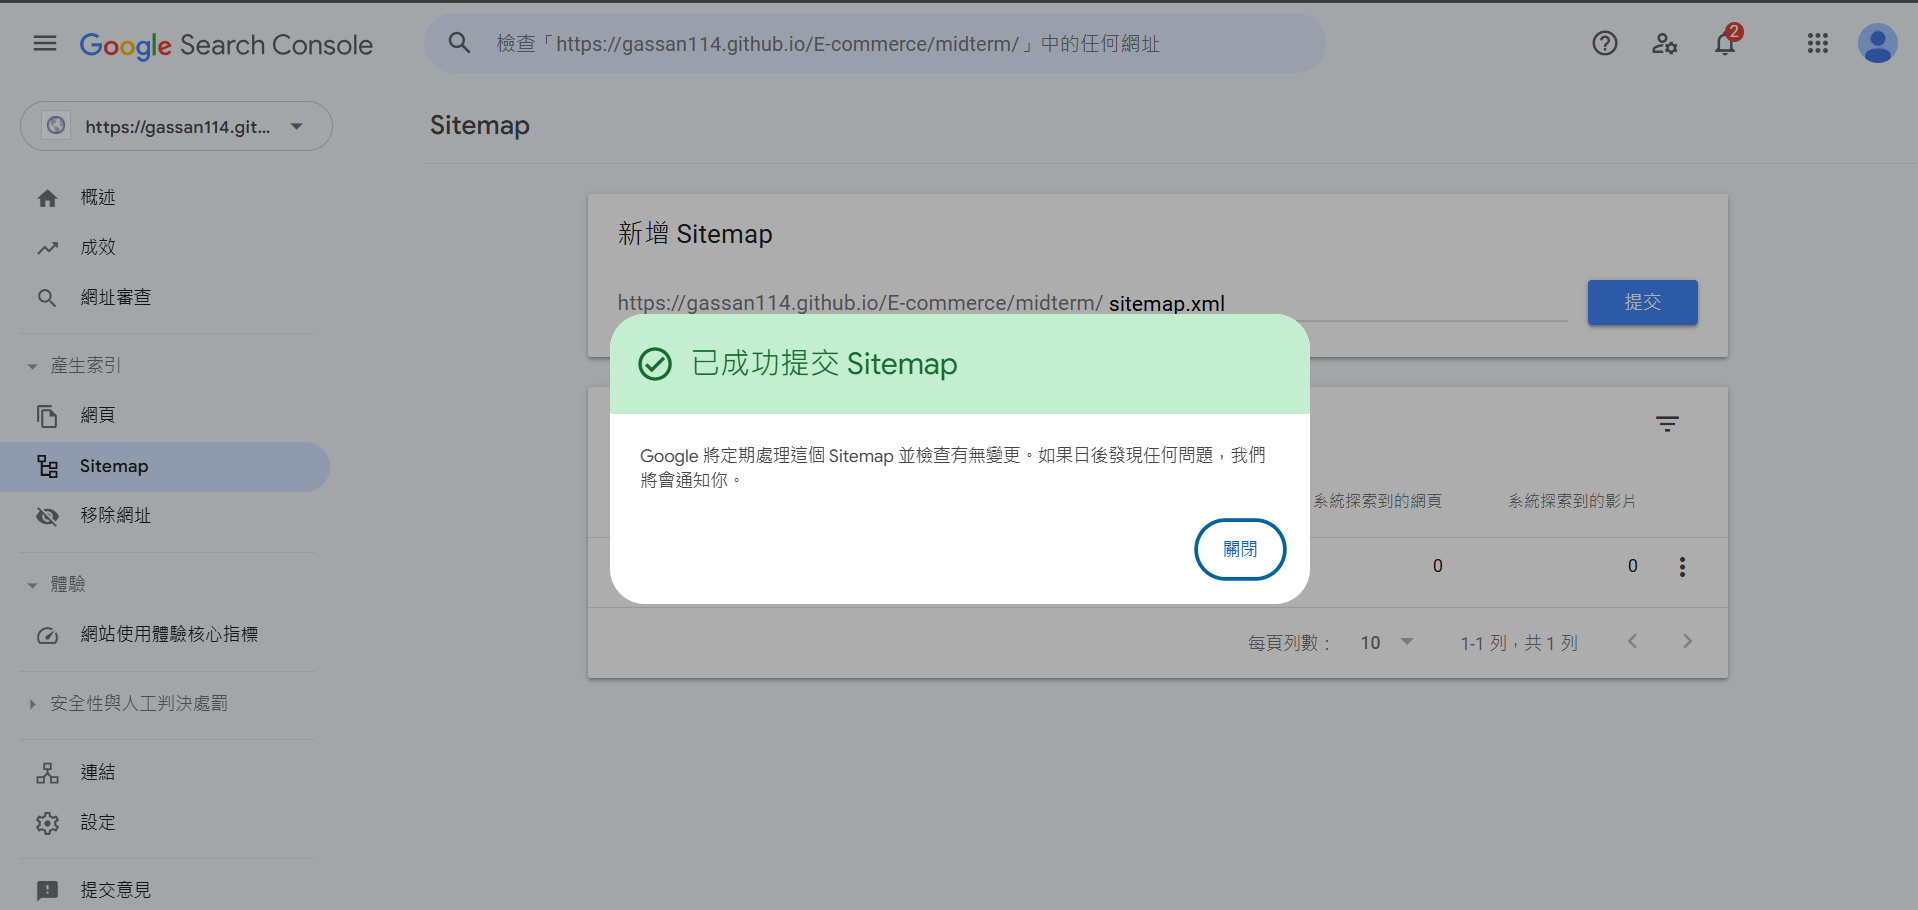 Google Search Console
檢查「https://gassan114.github.io/E-commerce/midterm/」中的任何網址
2
https://gassan114.git...
Sitemap
概述
成效
網址審查
產生索引
網頁
Sitemap
移除網址
體驗
網站使用體驗核心指標
安全性與人工判決處罰
連結
設定
提交意見
新增 Sitemap
https://gassan114.github.io/E-commerce/midterm/ sitemap.xml
提交
已成功提交 Sitemap
Google 將定期處理這個 Sitemap 並檢查有無變更。如果日後發現任何問題，我們
將會通知你。
關閉
系統探索到的網頁 系統探索到的影片
0 0
每頁列數： 10 1-1 列，共 1 列